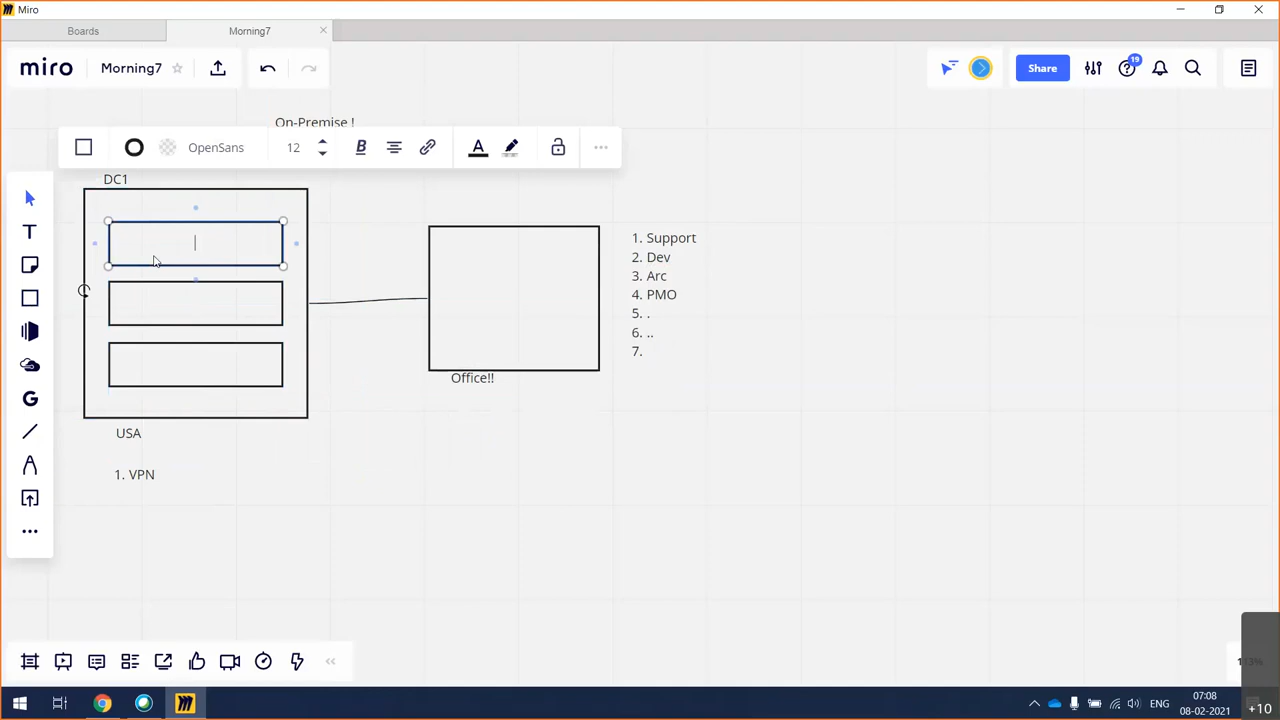 Miro
Boards
Morning7
miro
Morning7
19
Share
On-Premise !
OpenSans
12
B
A
DC1
1. Support
2. Dev
3. Arc
4. PMO
5. .
6. ..
7.
Office!!
USA
1. VPN
ENG
07:08
08-02-2021
+10